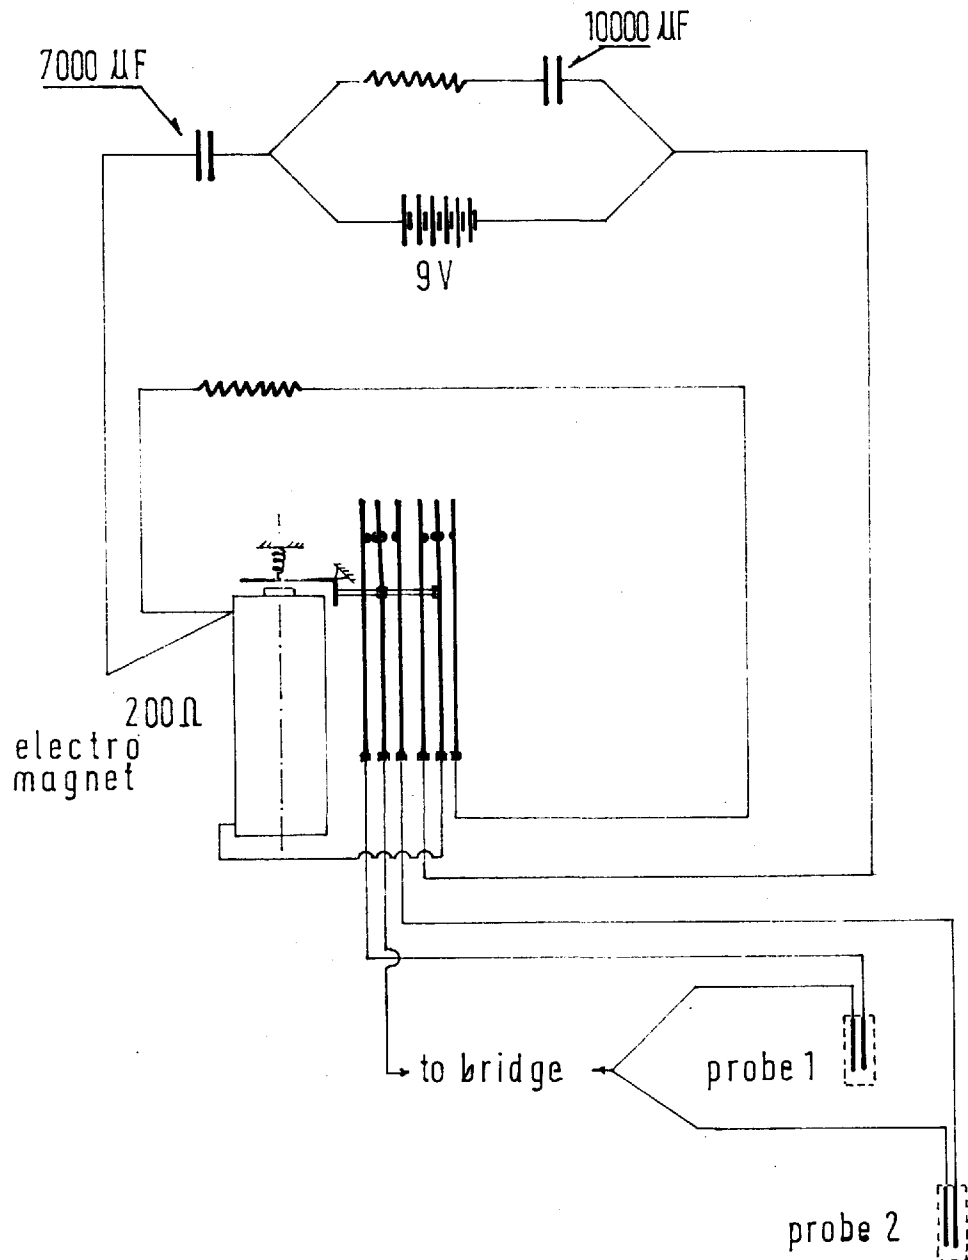 10000 µF
7000 µF
9V
200Ω
electro
magnet
to bridge
probe 1
probe 2